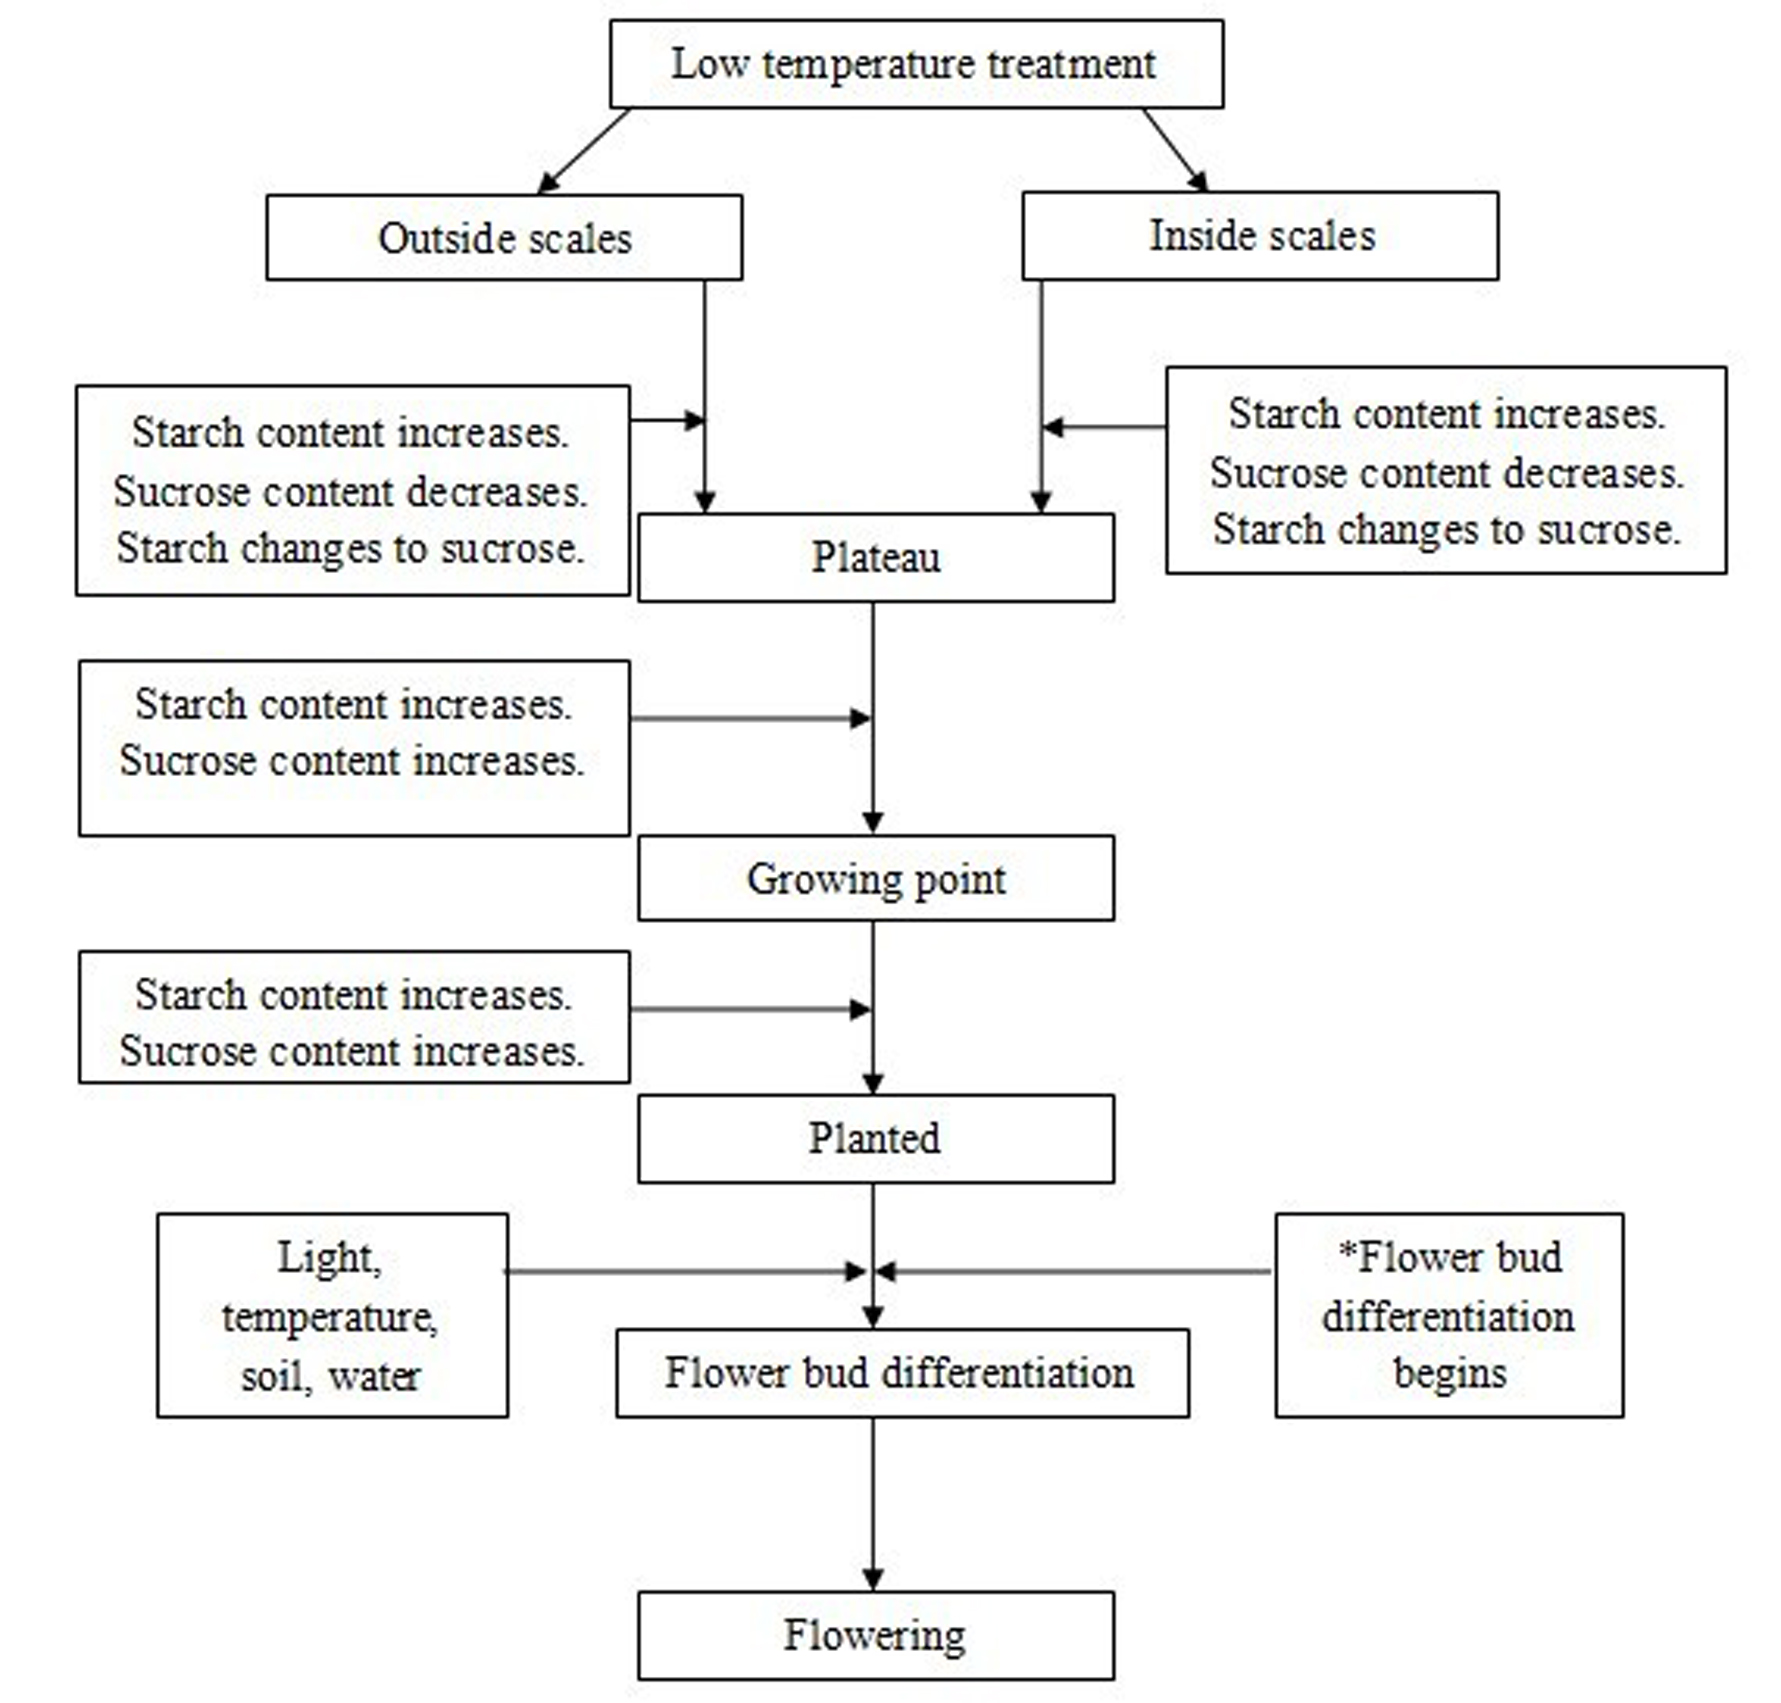 Low temperature treatment
Outside scales
Inside scales
Starch content increases.
Sucrose content decreases.
Starch changes to sucrose.
Starch content increases.
Sucrose content decreases.
Starch changes to sucrose.
Plateau
Starch content increases.
Sucrose content increases.
Growing point
Starch content increases.
Sucrose content increases.
Planted
Light,
temperature,
soil, water
*Flower bud
differentiation
begins
Flower bud differentiation
Flowering